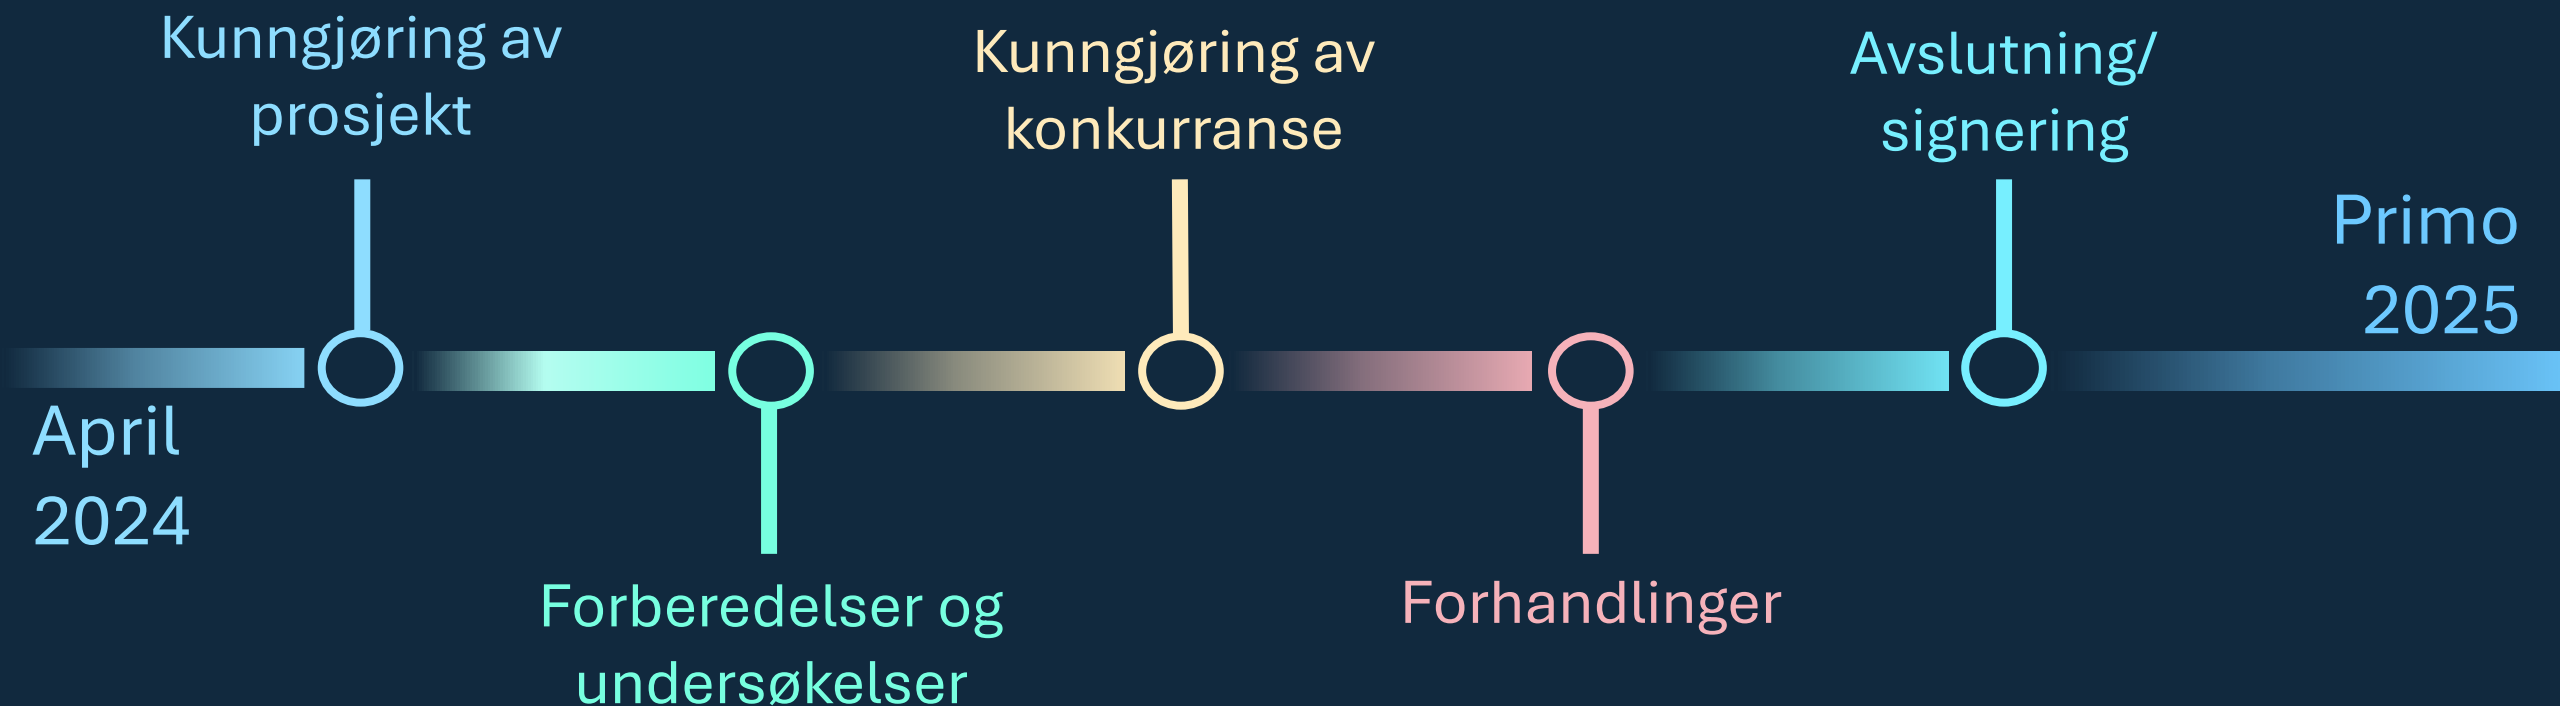 Kunngjøring av
prosjekt
Kunngjøring av
konkurranse
Avslutning/
signering
Primo
2025
April
2024
Forberedelser og
undersøkelser
Forhandlinger